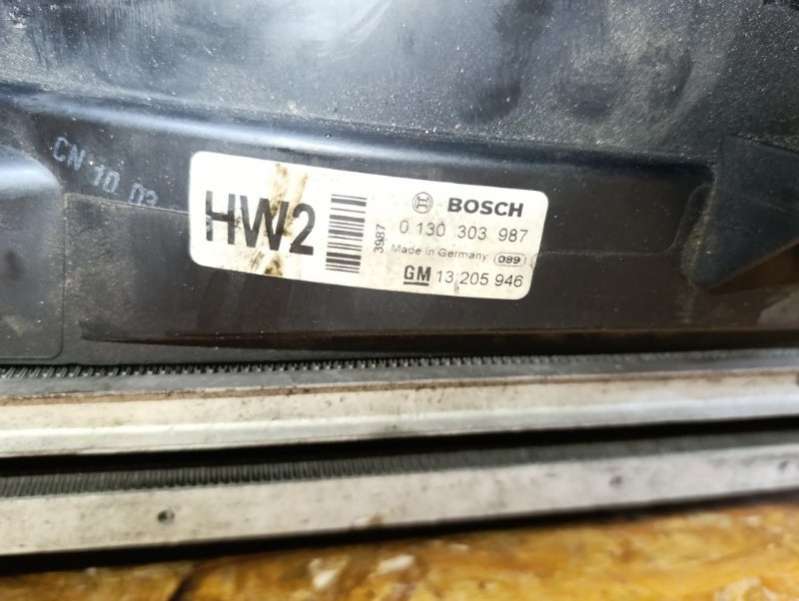 CN 10 03
HW2
3987
BOSCH
0 130 303 987
Made in Germany 089
GM 13 205 946